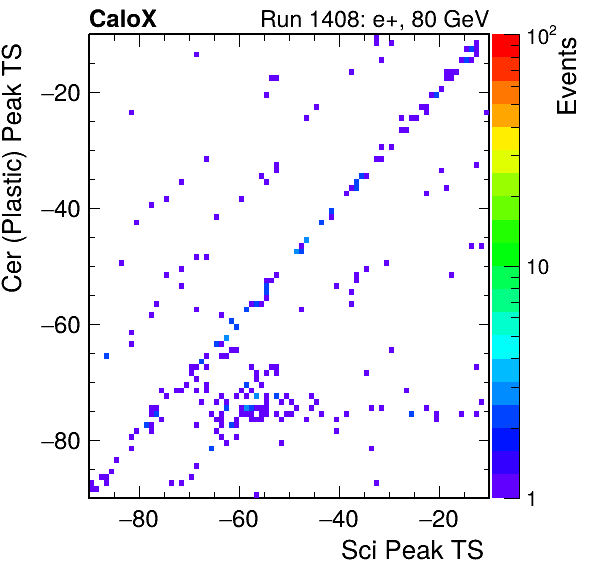 CaloX Run 1408: e+, 80 GeV
Cer (Plastic) Peak TS
−20
−40
−60
−80
−80 −60 −40 −20
Sci Peak TS
10²
10
1
Events